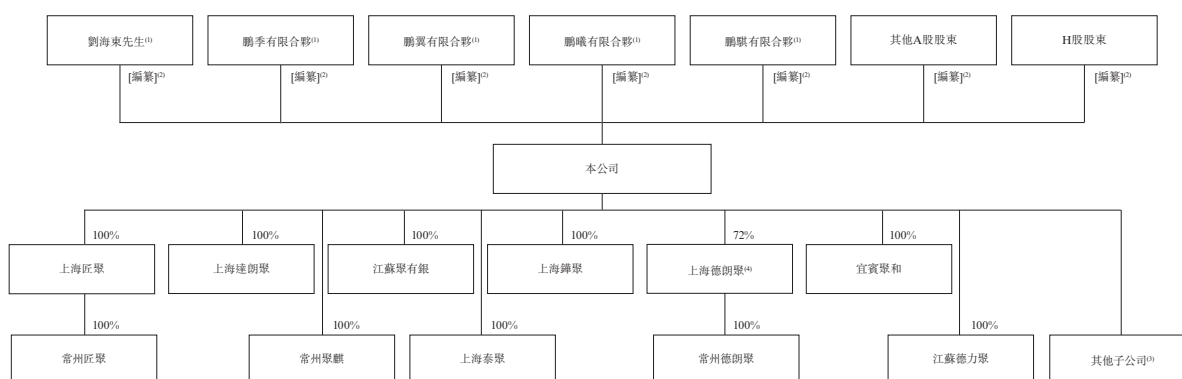 劉海東先生(1)
鵬季有限合夥(1)
鵬翼有限合夥(1)
鵬曦有限合夥(1)
鵬騏有限合夥(1)
其他A股股東
H股股東
[編纂](2)
[編纂](2)
[編纂](2)
[編纂](2)
[編纂](2)
[編纂](2)
[編纂](2)
本公司
100%
100%
100%
100%
72%
100%
上海匠聚
上海達朗聚
江蘇聚有銀
上海鏵聚
上海德朗聚(4)
宜賓聚和
100%
100%
100%
100%
100%
常州匠聚
常州聚麒
上海泰聚
常州德朗聚
江蘇德力聚
其他子公司(3)